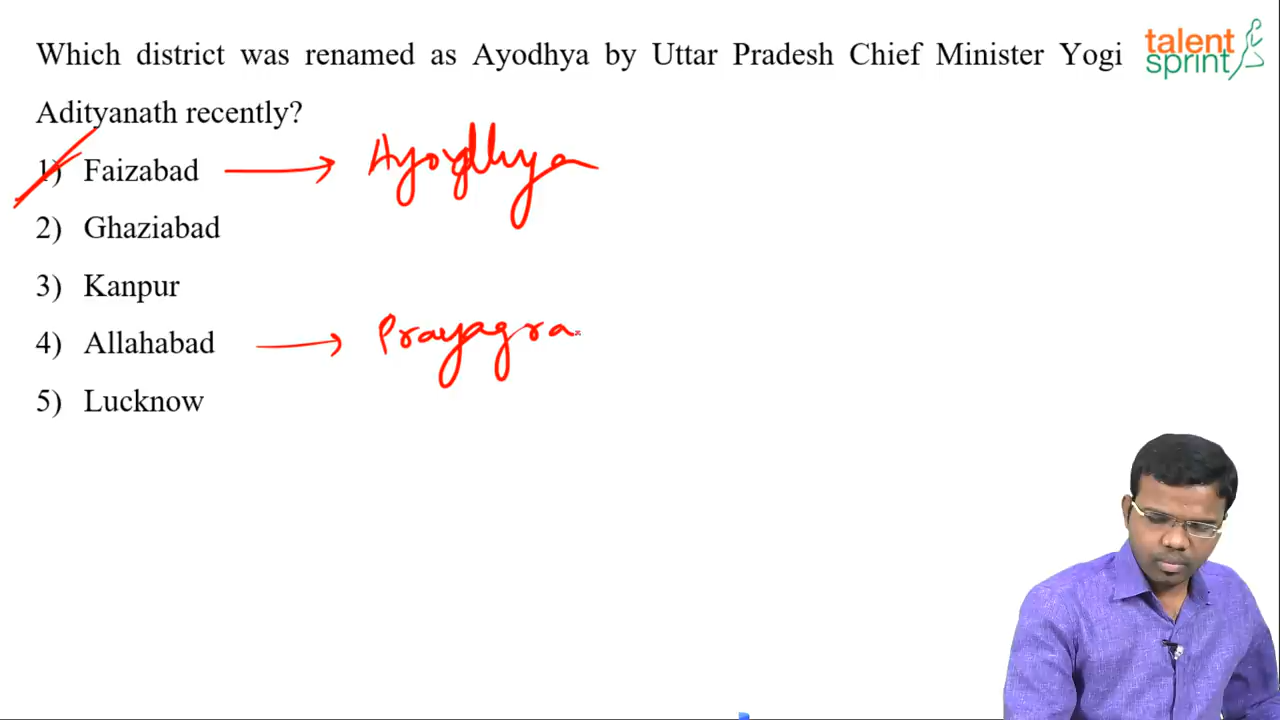 talent
sprint
Which district was renamed as Ayodhya by Uttar Pradesh Chief Minister Yogi
Adityanath recently?
1) Faizabad → Ayoydhya
2) Ghaziabad
3) Kanpur
4) Allahabad → Prayagra
5) Lucknow